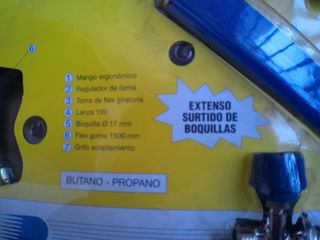 6
1 Mango ergonómico
2 Regulador de llama
3 Toma de flex giratoria
4 Lanza 100
5 Boquilla Ø 17 mm
6 Flex goma 1500 mm
7 Grifo acoplamiento
EXTENSO
SURTIDO DE
BOQUILLAS
BUTANO - PROPANO